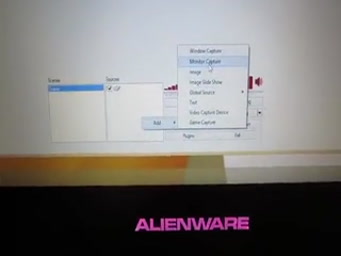 Window Capture
Monitor Capture
Image
Image Slide Show
Global Source
Text
Video Capture Device
Game Capture
Scenes
Sources
Add
Plugins
Exit
ALIENWARE